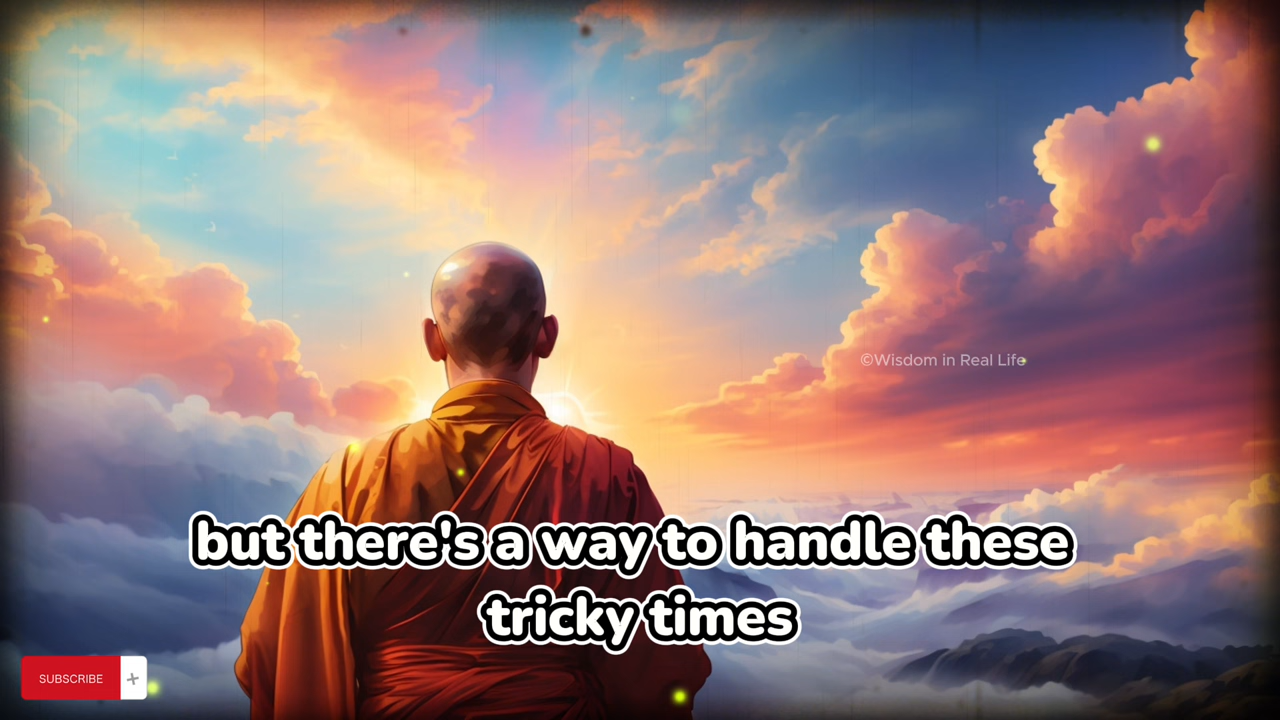 ©Wisdom in Real Life
but there's a way to handle these
tricky times
SUBSCRIBE +